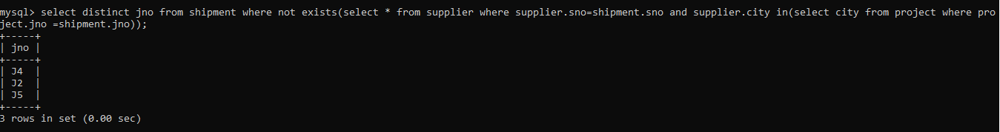 mysql> select distinct jno from shipment where not exists(select * from supplier where supplier.sno=shipment.sno and supplier.city in(select city from project where pro
ject.jno =shipment.jno));
+-----+
| jno |
+-----+
| J4  |
| J2  |
| J5  |
+-----+
3 rows in set (0.00 sec)